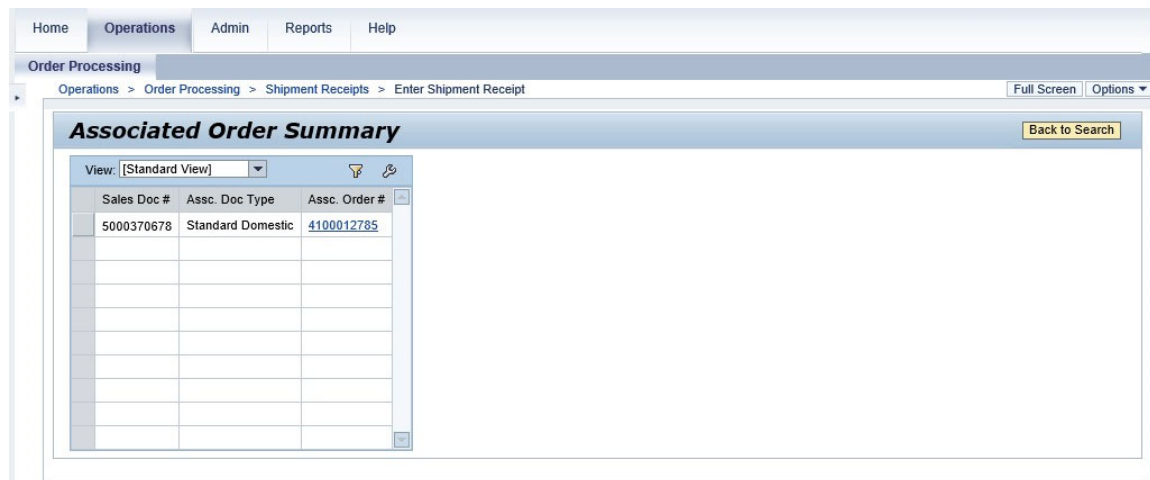 Home Operations Admin Reports Help
Order Processing
Operations > Order Processing > Shipment Receipts > Enter Shipment Receipt Full Screen Options
Associated Order Summary Back to Search
View: [Standard View]
Sales Doc # Assc. Doc Type Assc. Order #
5000370678 Standard Domestic 4100012785